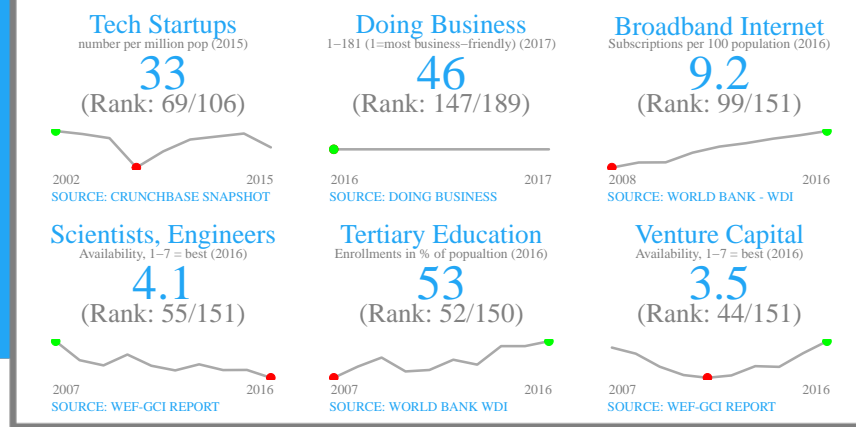 Tech Startups
number per million pop (2015)
33
(Rank: 69/106)
2002 2015
SOURCE: CRUNCHBASE SNAPSHOT
Doing Business
1−181 (1=most business−friendly) (2017)
46
(Rank: 147/189)
2016 2017
SOURCE: DOING BUSINESS
Broadband Internet
Subscriptions per 100 population (2016)
9.2
(Rank: 99/151)
2008 2016
SOURCE: WORLD BANK - WDI
Scientists, Engineers
Availability, 1−7 = best (2016)
4.1
(Rank: 55/151)
2007 2016
SOURCE: WEF-GCI REPORT
Tertiary Education
Enrollments in % of popualtion (2016)
53
(Rank: 52/150)
2007 2016
SOURCE: WORLD BANK WDI
Venture Capital
Availability, 1−7 = best (2016)
3.5
(Rank: 44/151)
2007 2016
SOURCE: WEF-GCI REPORT